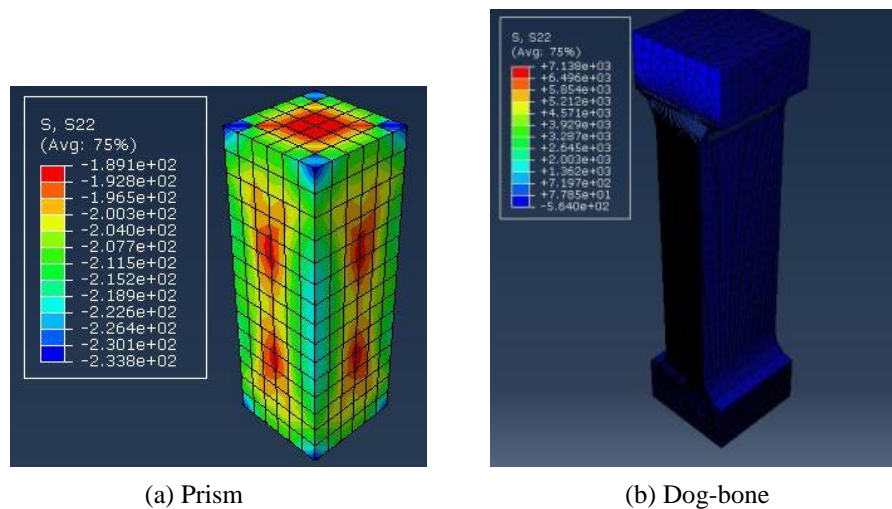 S, S22
(Avg: 75%)
-1.891e+02
-1.928e+02
-1.965e+02
-2.003e+02
-2.040e+02
-2.077e+02
-2.115e+02
-2.152e+02
-2.189e+02
-2.226e+02
-2.264e+02
-2.301e+02
-2.338e+02
(a) Prism
S, S22
(Avg: 75%)
+7.138e+03
+6.496e+03
+5.854e+03
+5.212e+03
+4.571e+03
+3.929e+03
+3.287e+03
+2.645e+03
+2.003e+03
+1.362e+03
+7.197e+02
+7.785e+01
-5.640e+02
(b) Dog-bone